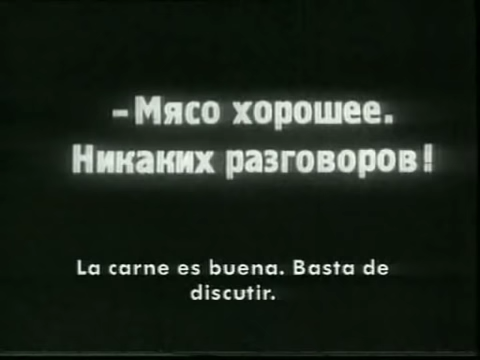 -Мясо хорошее.
Никаких разговоров!
La carne es buena. Basta de
discutir.